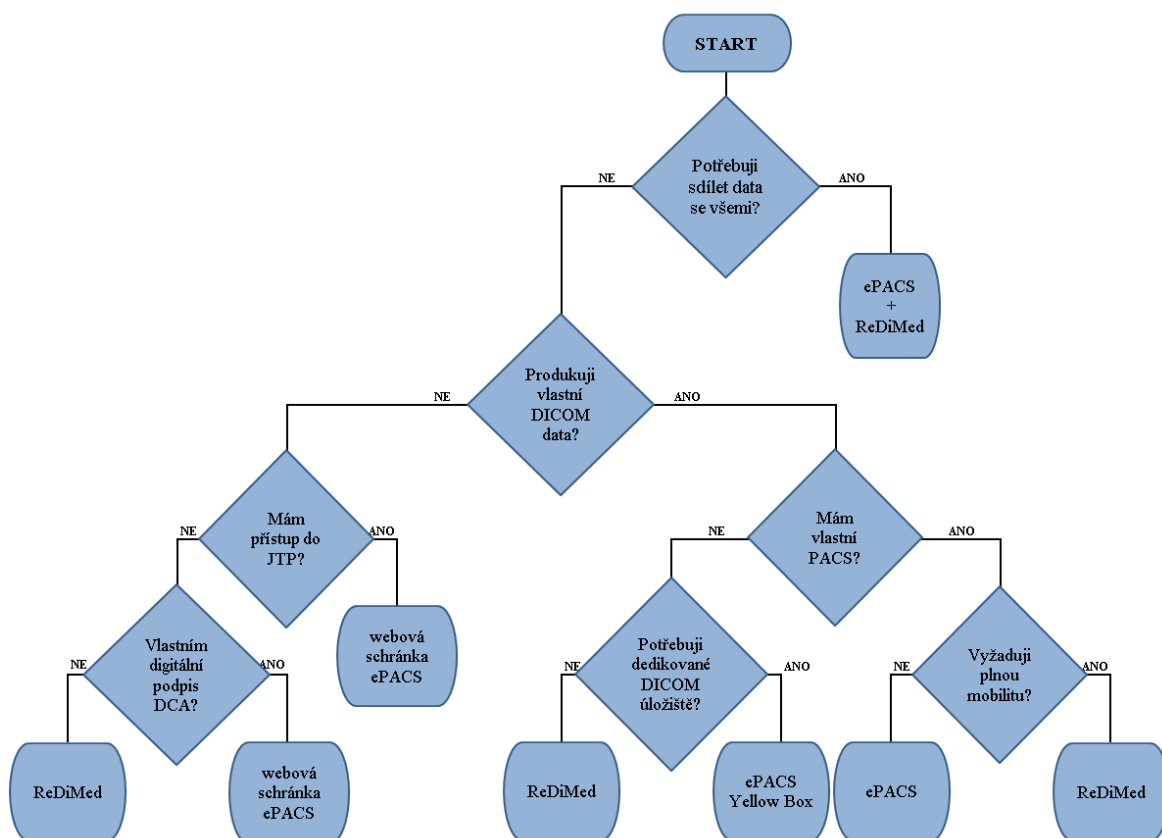 START
Potřebuji
sdílet data
se všemi?
NE
ANO
ePACS
+
ReDiMed
Produkuji
vlastní
DICOM
data?
NE
ANO
Mám
přístup do
JTP?
NE
ANO
Mám
vlastní
PACS?
NE
ANO
webová
schránka
ePACS
Vlastním
digitální
podpis
DCA?
NE
ANO
Potřebuji
dedikované
DICOM
úložiště?
NE
ANO
Vyžaduji
plnou
mobilitu?
NE
ANO
ReDiMed
webová
schránka
ePACS
ReDiMed
ePACS
Yellow Box
ePACS
ReDiMed